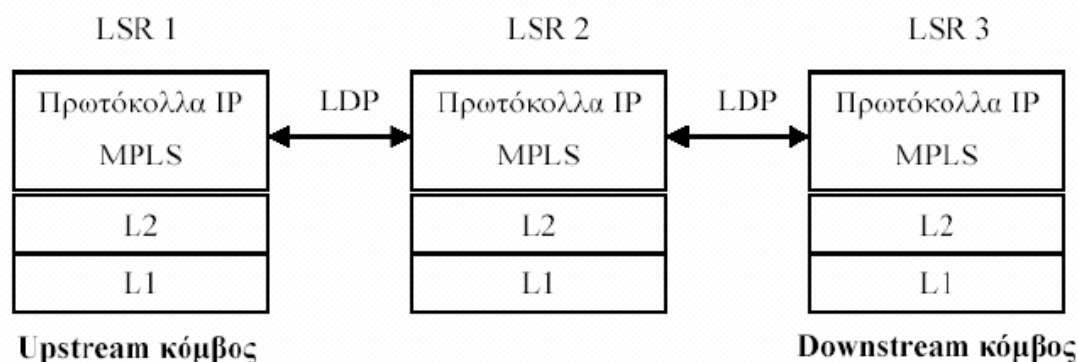 LSR 1 LSR 2 LSR 3
Πρωτόκολλα IP LDP Πρωτόκολλα IP LDP Πρωτόκολλα IP
MPLS MPLS MPLS
L2 L2 L2
L1 L1 L1
Upstream κόμβος Downstream κόμβος